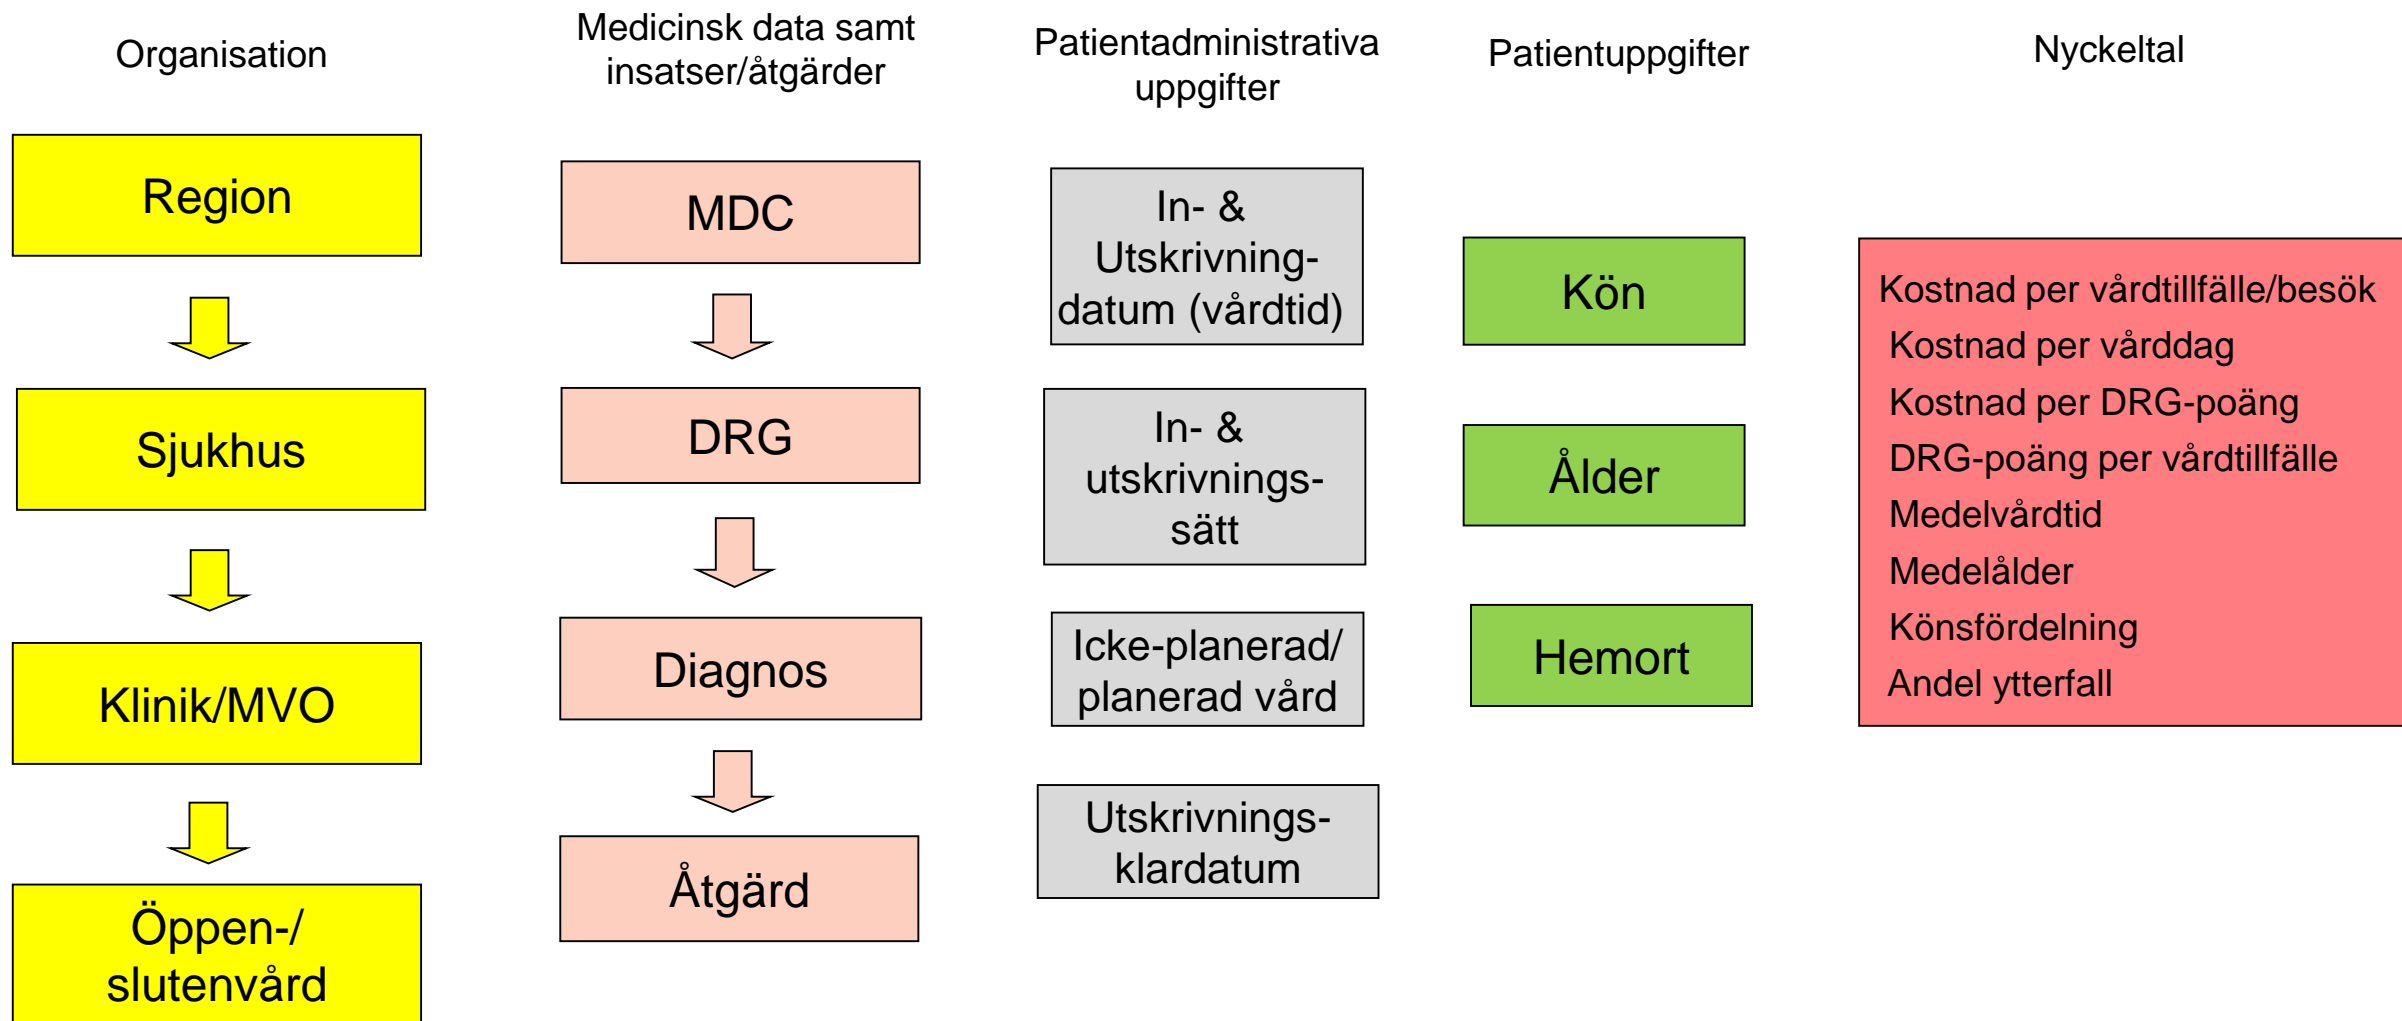 Organisation
Region
Sjukhus
Klinik/MVO
Öppen-/
slutenvård
Medicinsk data samt
insatser/åtgärder
MDC
DRG
Diagnos
Åtgärd
Patientadministrativa
uppgifter
In- &
Utskrivning-
datum (vårdtid)
In- &
utskrivnings-
sätt
Icke-planerad/
planerad vård
Utskrivnings-
klardatum
Patientuppgifter
Kön
Ålder
Hemort
Nyckeltal
Kostnad per vårdtillfälle/besök
Kostnad per vårddag
Kostnad per DRG-poäng
DRG-poäng per vårdtillfälle
Medelvårdtid
Medelålder
Könsfördelning
Andel ytterfall